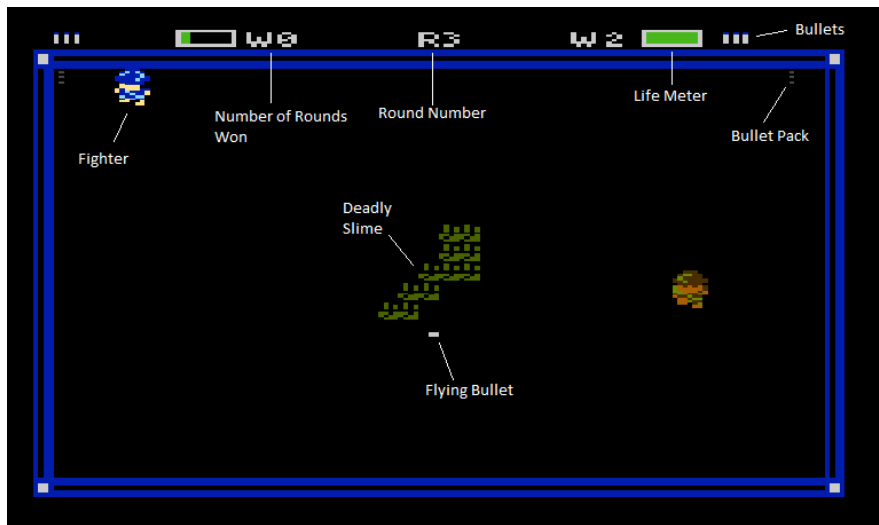 W0 R3 W2
Bullets
Life Meter
Number of Rounds
Won
Round Number
Bullet Pack
Fighter
Deadly
Slime
Flying Bullet